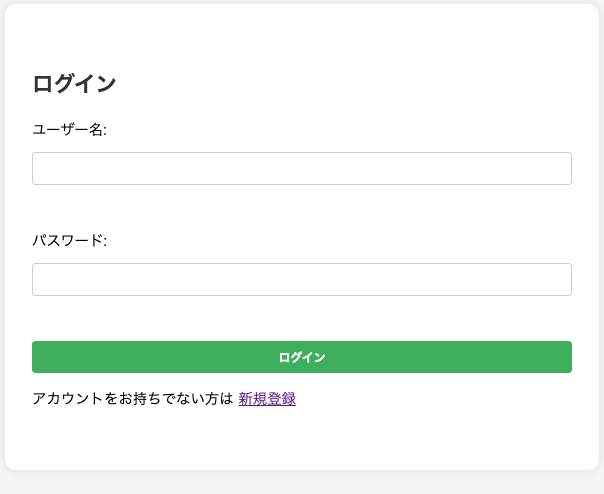 ログイン
ユーザー名:
パスワード:
ログイン
アカウントをお持ちでない方は 新規登録